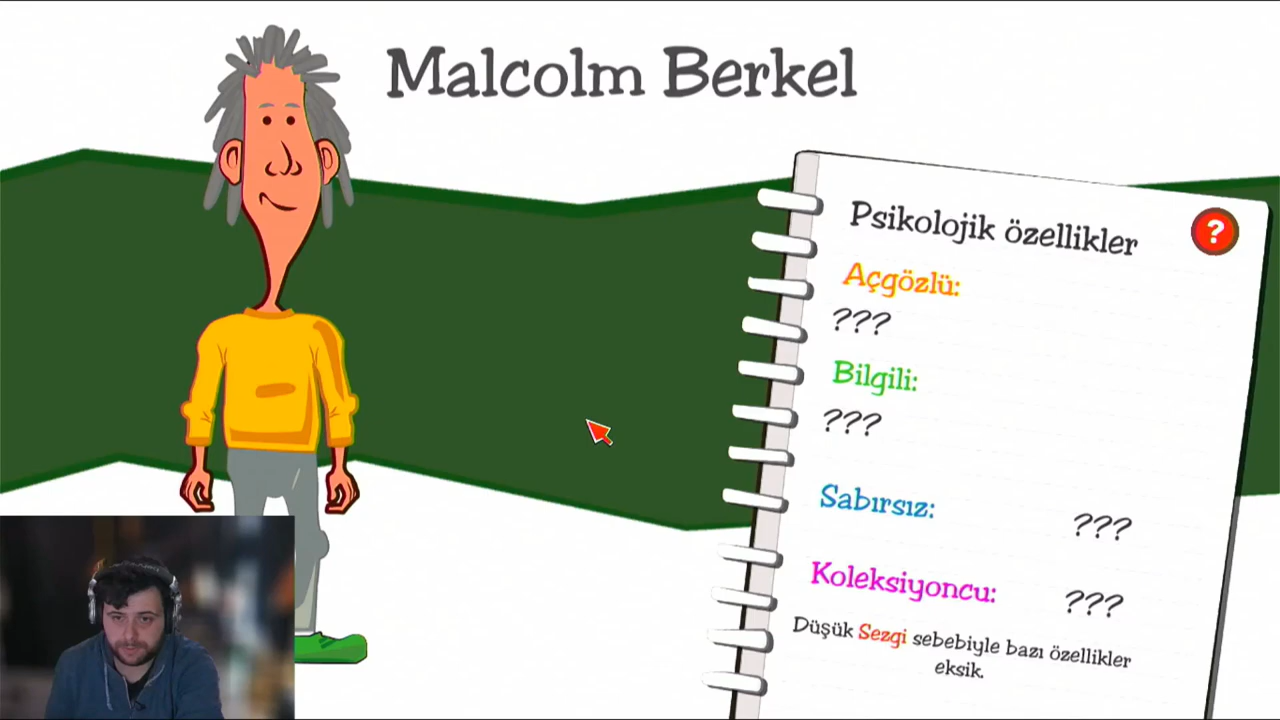 Malcolm Berkel
Psikolojik özellikler
?
Açgözlü:
???
Bilgili:
???
Sabırsız: ???
Koleksiyoncu: ???
Düşük Sezgi sebebiyle bazı özellikler
eksik.